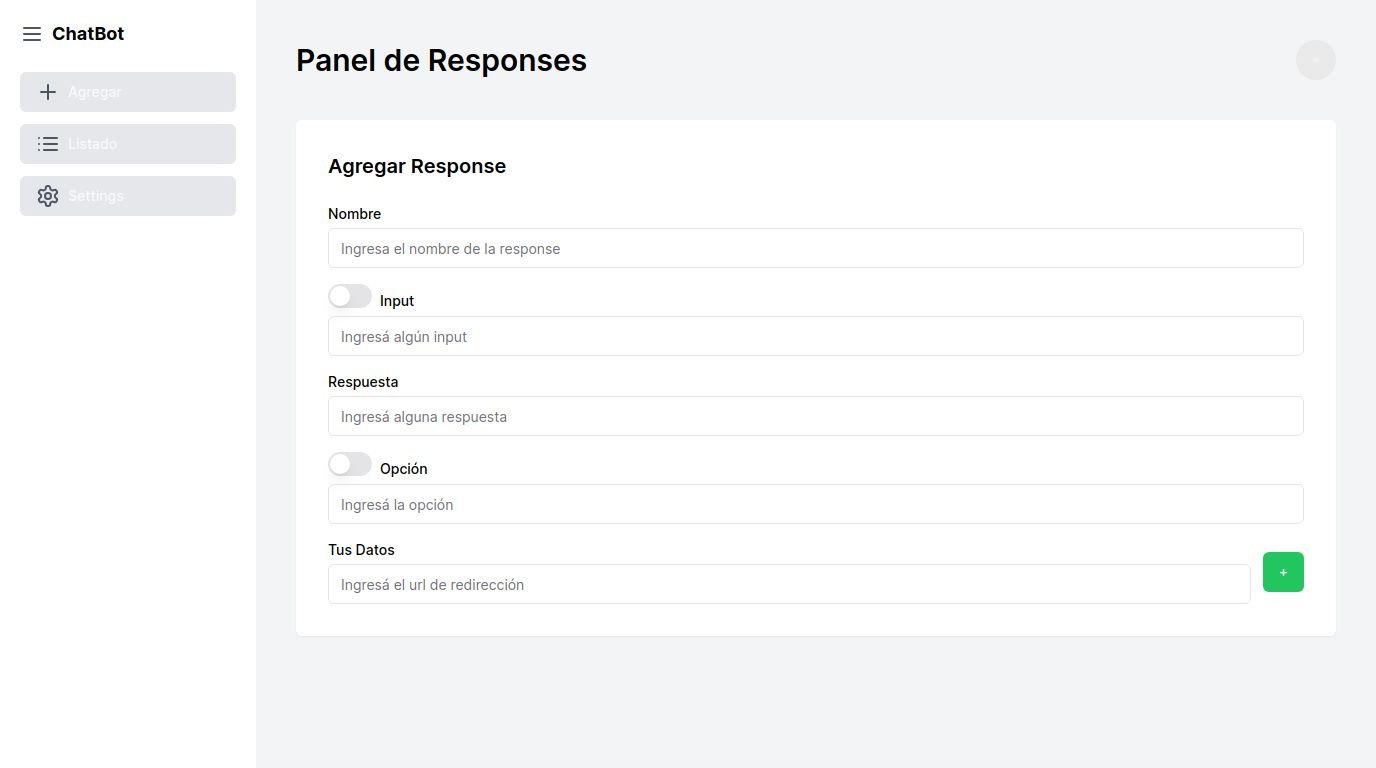 ChatBot
Agregar
Listado
Settings
Panel de Responses
Agregar Response
Nombre
Ingresa el nombre de la response
Input
Ingresá algún input
Respuesta
Ingresá alguna respuesta
Opción
Ingresá la opción
Tus Datos
Ingresá el url de redirección
+